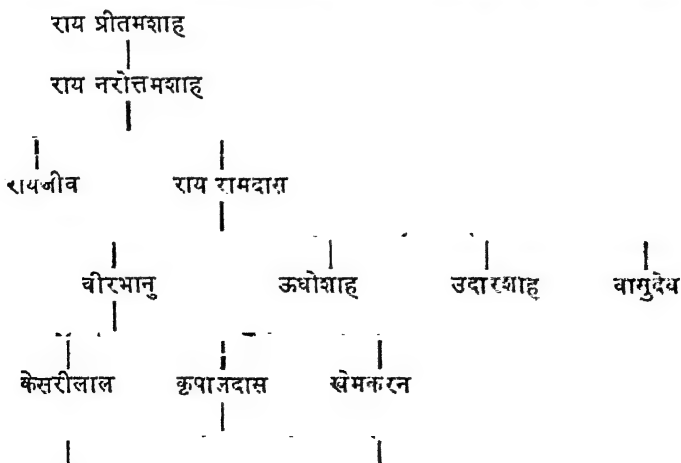 राय प्रीतमशाह
राय नरोत्तमशाह
रायजीव राय रामदास
वीरभानु ऊधोशाह उदारशाह वासुदेव
केसरीलाल कृपालदास खेमकरन